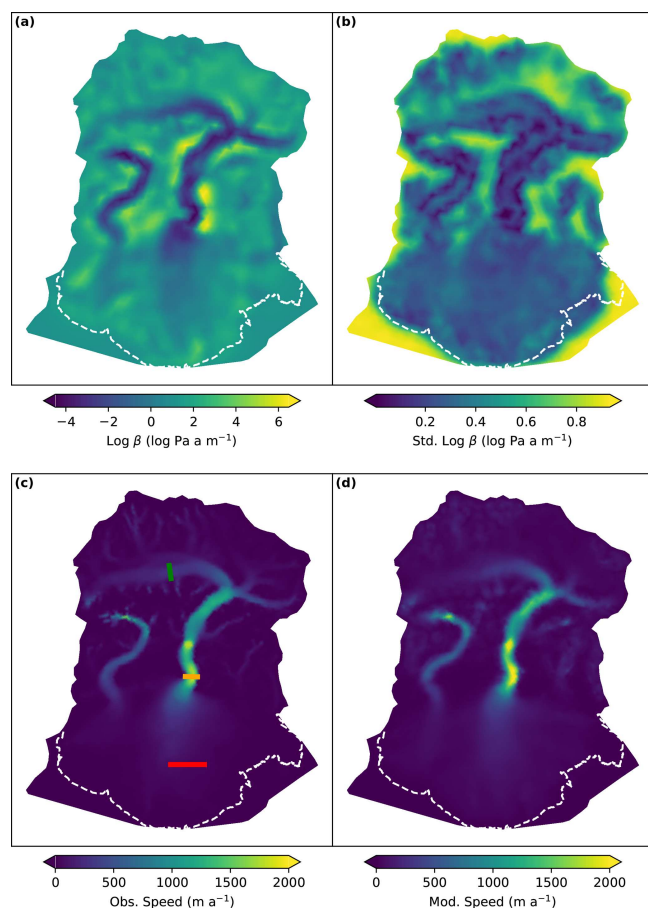 (a)
(b)
−4 −2 0 2 4 6
Log β (log Pa a m⁻¹)
0.2 0.4 0.6 0.8
Std. Log β (log Pa a m⁻¹)
(c)
(d)
0 500 1000 1500 2000
Obs. Speed (m a⁻¹)
0 500 1000 1500 2000
Mod. Speed (m a⁻¹)